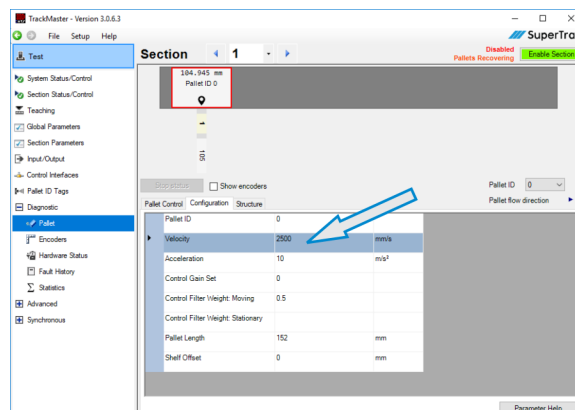 TrackMaster - Version 3.0.6.3
File Setup Help
SuperTra
Test
Section 1
Disabled
Pallets Recovering
Enable Section
104.945 mm
Pallet ID 0
1
105
System Status/Control
Section Status/Control
Teaching
Global Parameters
Section Parameters
Input/Output
Control Interfaces
Pallet ID Tags
Diagnostic
Pallet
Encoders
Hardware Status
Fault History
Statistics
Advanced
Synchronous
Show encoders
Pallet ID 0
Pallet flow direction
Pallet Control Configuration Structure
Pallet ID 0
Velocity 2500 mm/s
Acceleration 10 m/s²
Control Gain Set 0
Control Filter Weight: Moving 0.5
Control Filter Weight: Stationary
Pallet Length 152 mm
Shelf Offset 0 mm
Parameter Help